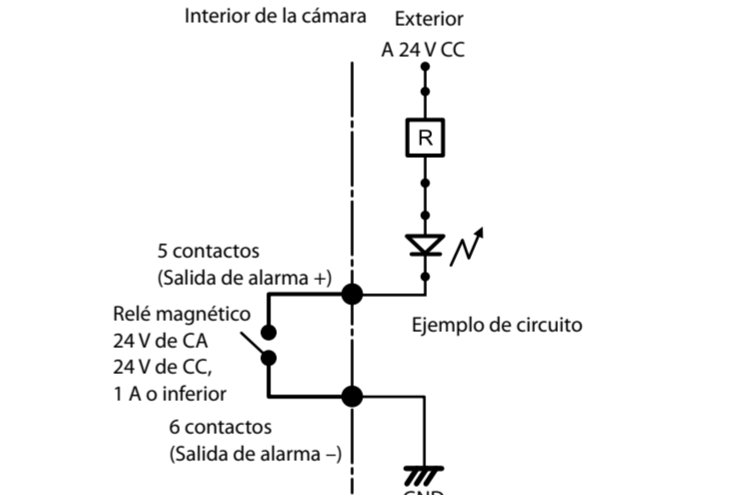 Interior de la cámara
Exterior
A 24 V CC
R
5 contactos
(Salida de alarma +)
Relé magnético
24 V de CA
24 V de CC,
1 A o inferior
Ejemplo de circuito
6 contactos
(Salida de alarma –)
GND